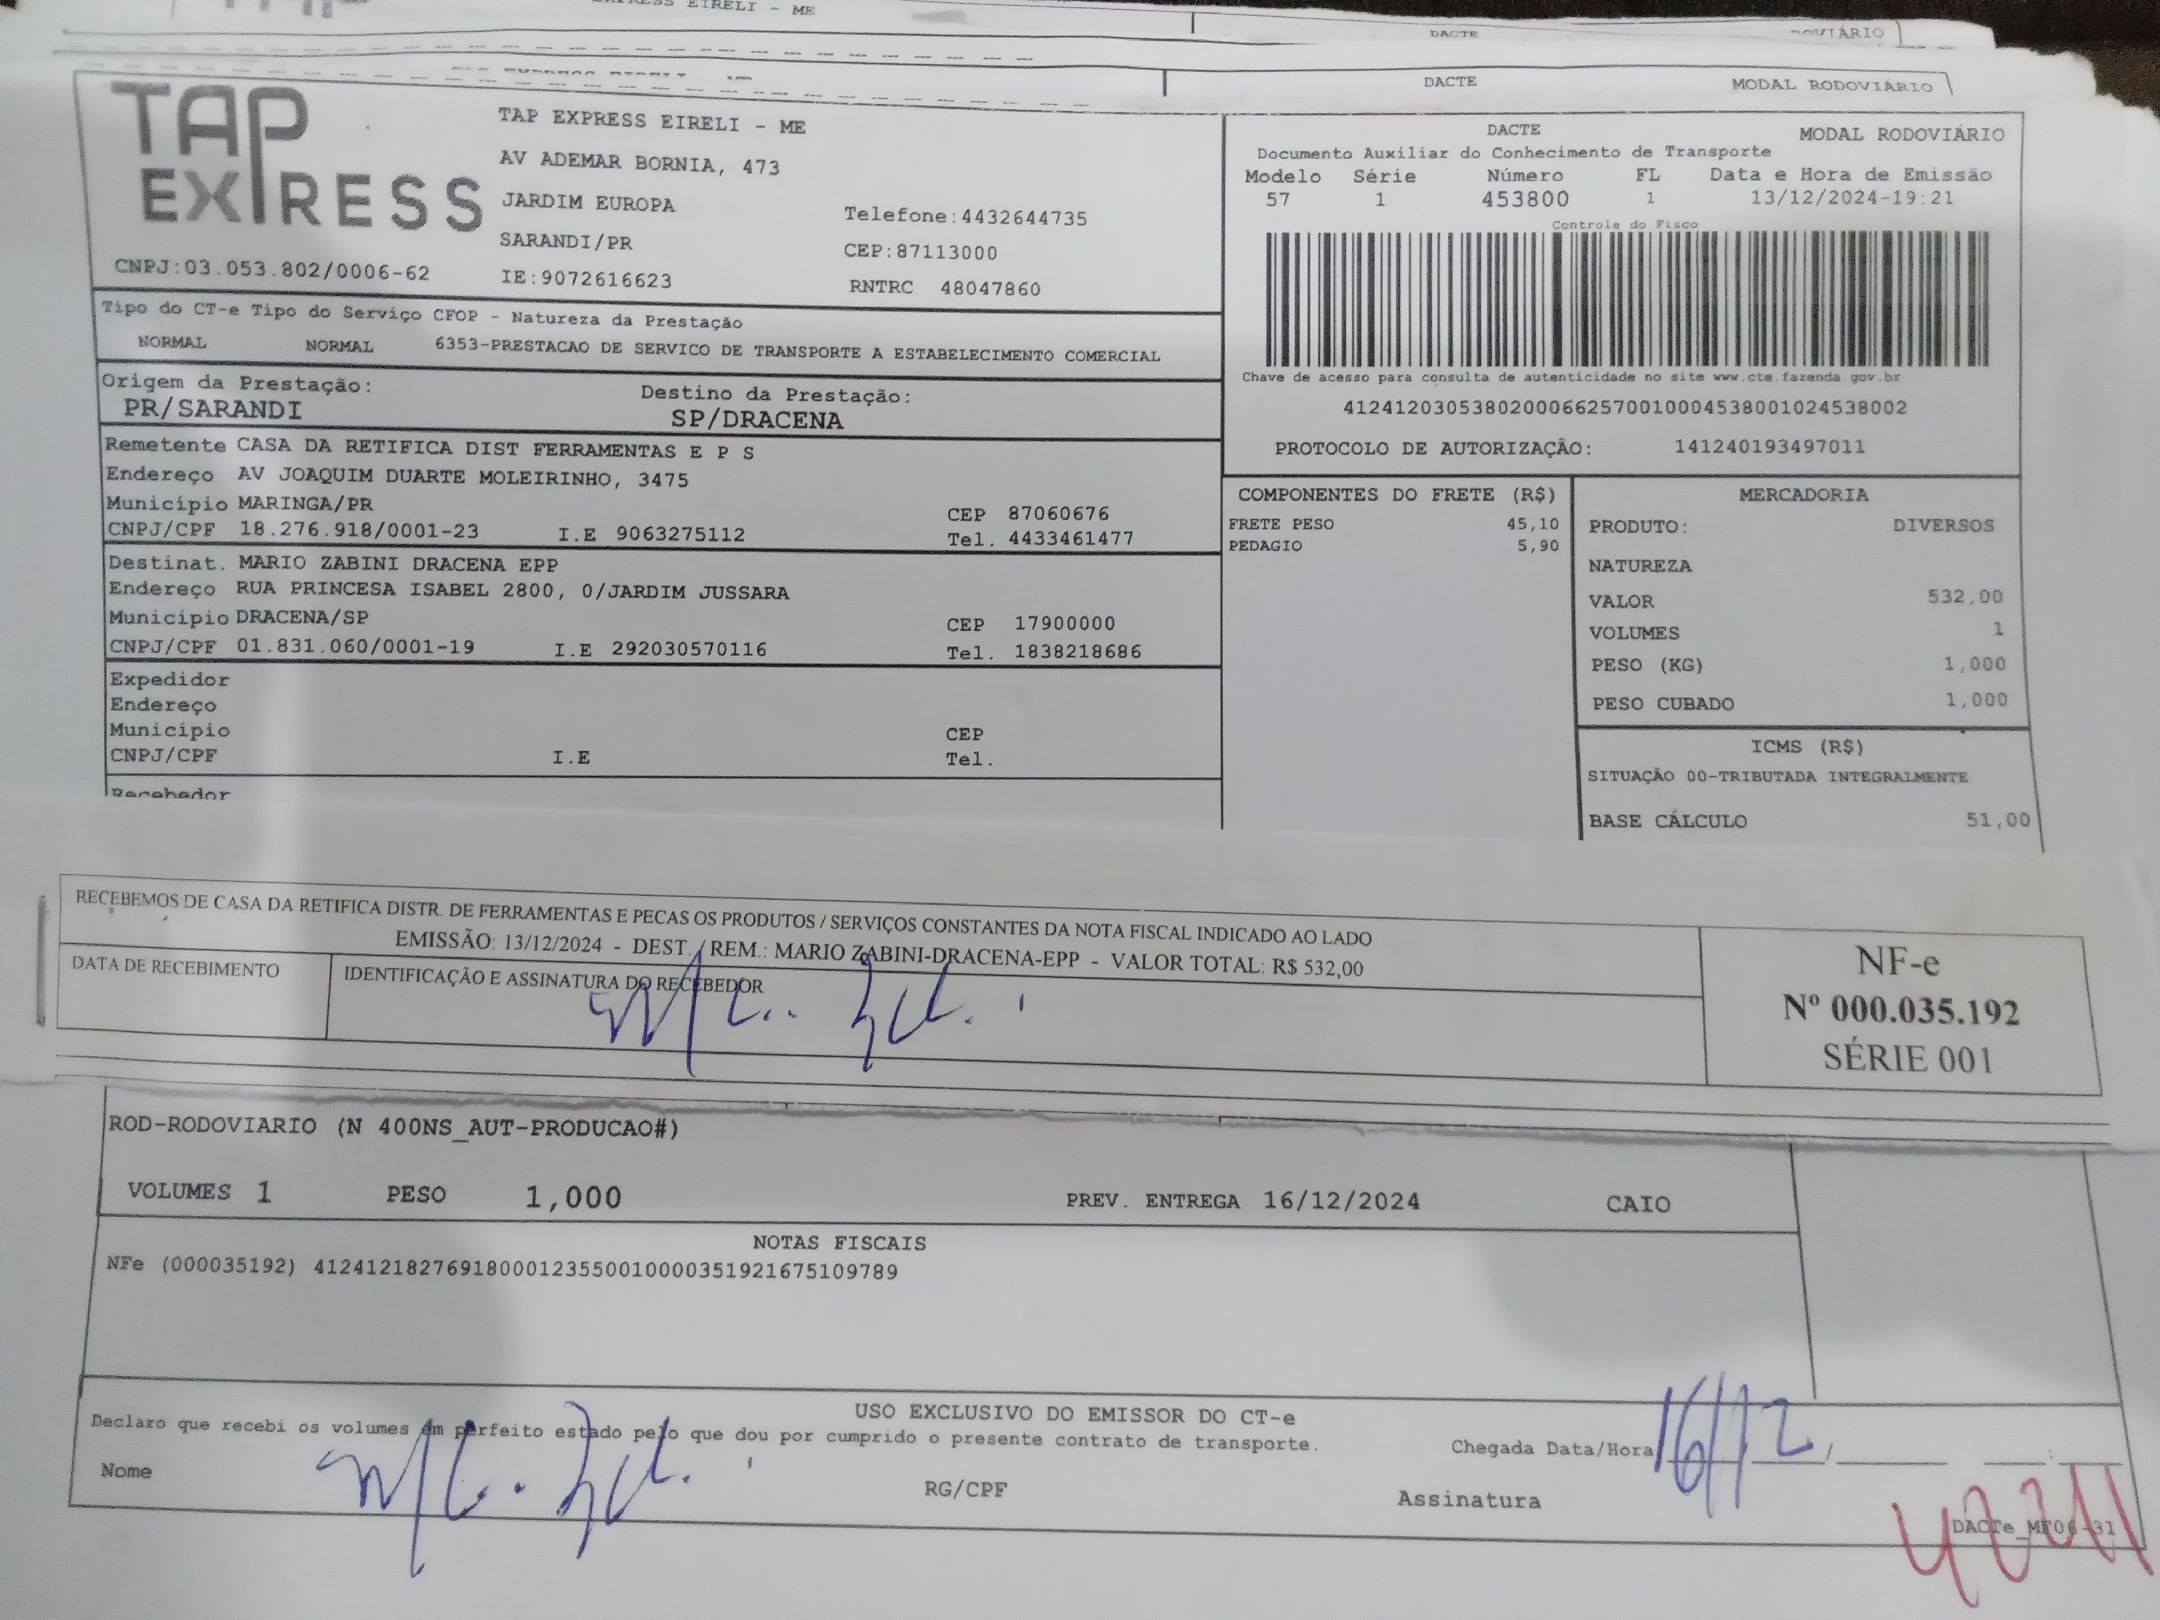 EXPRESS EIRELI - ME
DACTE
DACTE MODAL RODOVIÁRIO
TAP EXPRESS
CNPJ:03.053.802/0006-62
TAP EXPRESS EIRELI - ME
AV ADEMAR BORNIA, 473
JARDIM EUROPA
SARANDI/PR
IE:9072616623
Telefone:4432644735
CEP:87113000
RNTRC 48047860
DACTE MODAL RODOVIÁRIO
Documento Auxiliar do Conhecimento de Transporte
Modelo Série Número FL Data e Hora de Emissão
57 1 453800 1 13/12/2024-19:21
Controle do Fisco
Chave de acesso para consulta de autenticidade no site www.cte.fazenda.gov.br
41241203053802000662570010004538001024538002
PROTOCOLO DE AUTORIZAÇÃO: 141240193497011
Tipo do CT-e Tipo do Serviço CFOP - Natureza da Prestação
NORMAL NORMAL 6353-PRESTACAO DE SERVICO DE TRANSPORTE A ESTABELECIMENTO COMERCIAL
Origem da Prestação: Destino da Prestação:
PR/SARANDI SP/DRACENA
Remetente CASA DA RETIFICA DIST FERRAMENTAS E P S
Endereço AV JOAQUIM DUARTE MOLEIRINHO, 3475
Município MARINGA/PR CEP 87060676
CNPJ/CPF 18.276.918/0001-23 I.E 9063275112 Tel. 4433461477
Destinat. MARIO ZABINI DRACENA EPP
Endereço RUA PRINCESA ISABEL 2800, 0/JARDIM JUSSARA
Município DRACENA/SP CEP 17900000
CNPJ/CPF 01.831.060/0001-19 I.E 292030570116 Tel. 1838218686
Expedidor
Endereço
Município CEP
CNPJ/CPF I.E Tel.
Recebedor
COMPONENTES DO FRETE (R$)
FRETE PESO 45,10
PEDAGIO 5,90
MERCADORIA
PRODUTO: DIVERSOS
NATUREZA
VALOR 532,00
VOLUMES 1
PESO (KG) 1,000
PESO CUBADO 1,000
ICMS (R$)
SITUAÇÃO 00-TRIBUTADA INTEGRALMENTE
BASE CÁLCULO 51,00
RECEBEMOS DE CASA DA RETIFICA DISTR. DE FERRAMENTAS E PECAS OS PRODUTOS / SERVIÇOS CONSTANTES DA NOTA FISCAL INDICADO AO LADO
EMISSÃO: 13/12/2024 - DEST. / REM.: MARIO ZABINI-DRACENA-EPP - VALOR TOTAL: R$ 532,00
DATA DE RECEBIMENTO IDENTIFICAÇÃO E ASSINATURA DO RECEBEDOR
NF-e
Nº 000.035.192
SÉRIE 001
ROD-RODOVIARIO (N 400NS_AUT-PRODUCAO#)
VOLUMES 1 PESO 1,000 PREV. ENTREGA 16/12/2024 CAIO
NOTAS FISCAIS
NFe (000035192) 41241218276918000123550010000351921675109789
USO EXCLUSIVO DO EMISSOR DO CT-e
Declaro que recebi os volumes em perfeito estado pelo que dou por cumprido o presente contrato de transporte.
Chegada Data/Hora 16/12 / :
Nome RG/CPF Assinatura
DACTe_MT06-31